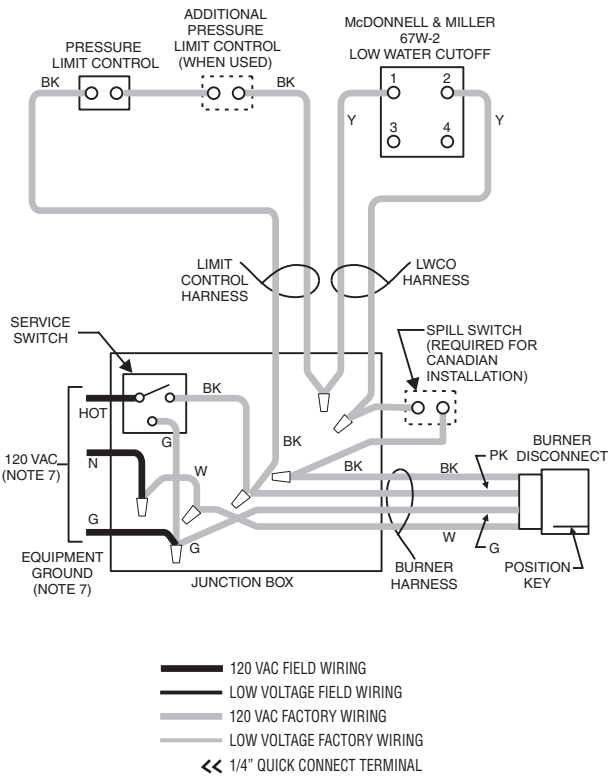 ADDITIONAL
PRESSURE
LIMIT CONTROL
(WHEN USED)
PRESSURE
LIMIT CONTROL
McDONNELL & MILLER
67W-2
LOW WATER CUTOFF
BK
BK
1
2
3
4
Y
Y
LIMIT
CONTROL
HARNESS
LWCO
HARNESS
SERVICE
SWITCH
SPILL SWITCH
(REQUIRED FOR
CANADIAN
INSTALLATION)
HOT
BK
G
BK
120 VAC
(NOTE 7)
N
W
BK
BK
PK
BURNER
DISCONNECT
G
G
W
G
EQUIPMENT
GROUND
(NOTE 7)
JUNCTION BOX
BURNER
HARNESS
POSITION
KEY
120 VAC FIELD WIRING
LOW VOLTAGE FIELD WIRING
120 VAC FACTORY WIRING
LOW VOLTAGE FACTORY WIRING
1/4" QUICK CONNECT TERMINAL